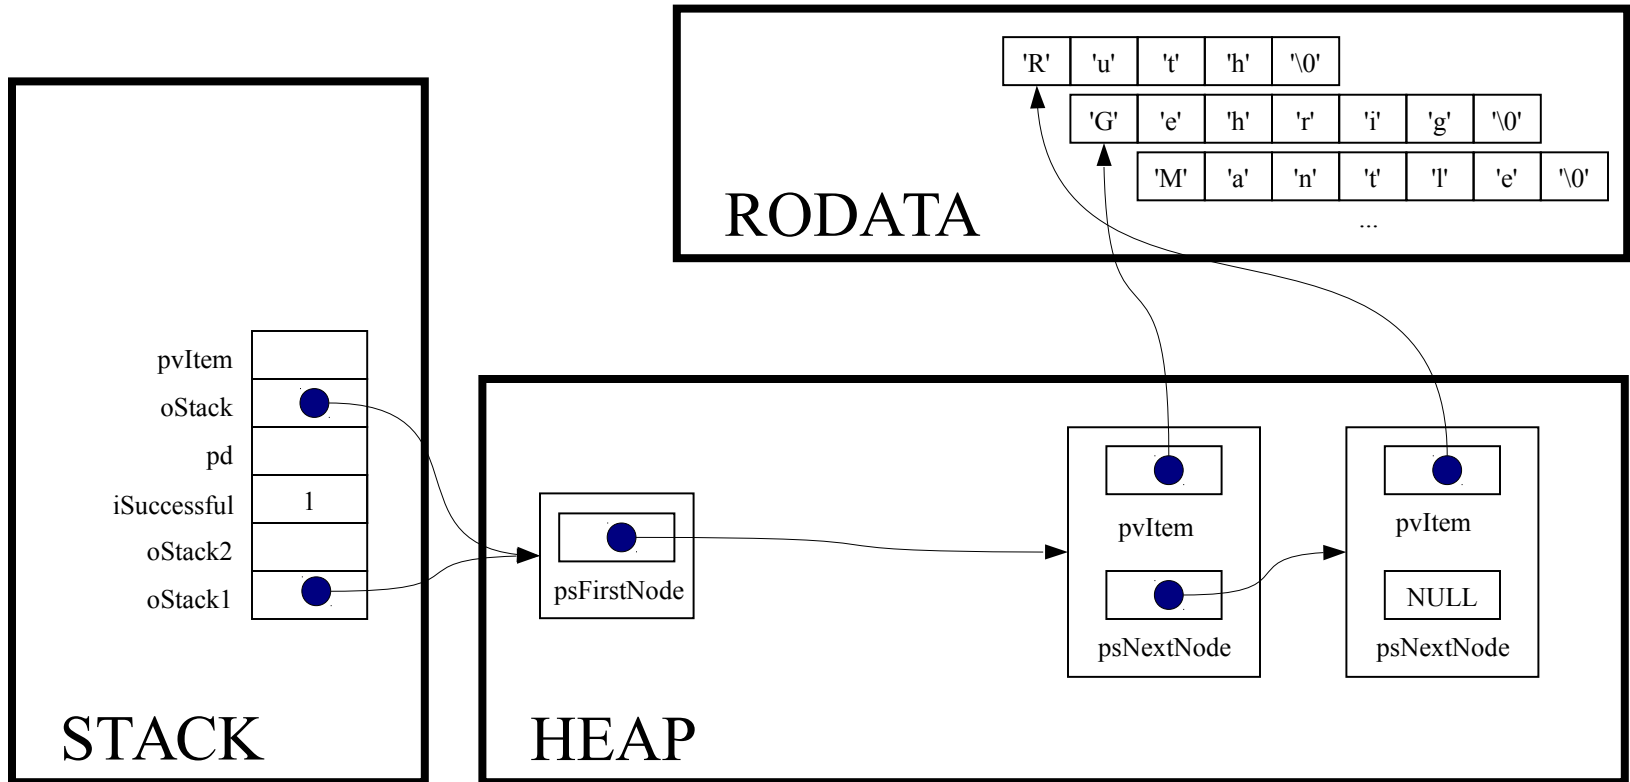 'R' 'u' 't' 'h' '\0'
'G' 'e' 'h' 'r' 'i' 'g' '\0'
'M' 'a' 'n' 't' 'l' 'e' '\0'
...
RODATA
pvItem
oStack
pd
iSuccessful 1
oStack2
oStack1
STACK
psFirstNode
pvItem
psNextNode
pvItem
NULL
psNextNode
HEAP